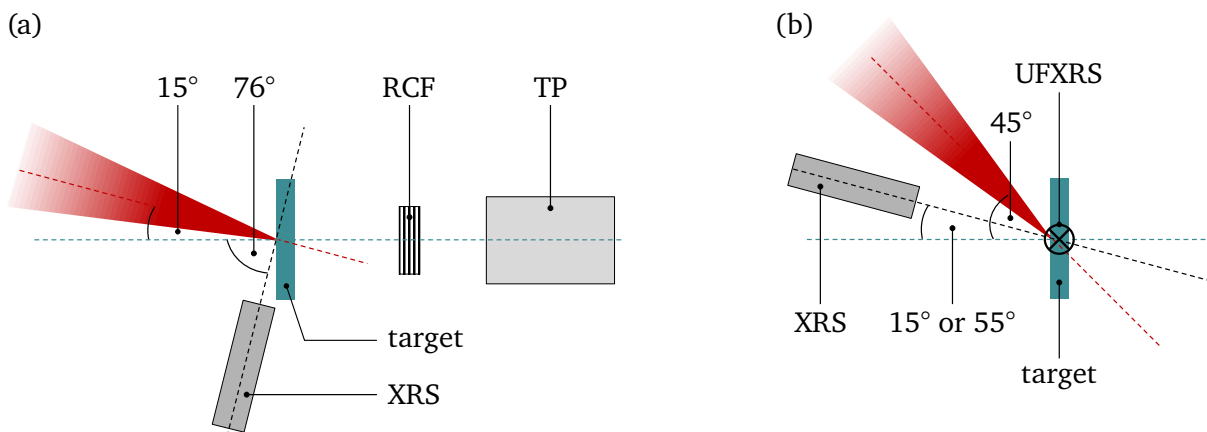 (a)
15°
76°
RCF
TP
target
XRS
(b)
UFXRS
45°
XRS
15° or 55°
target